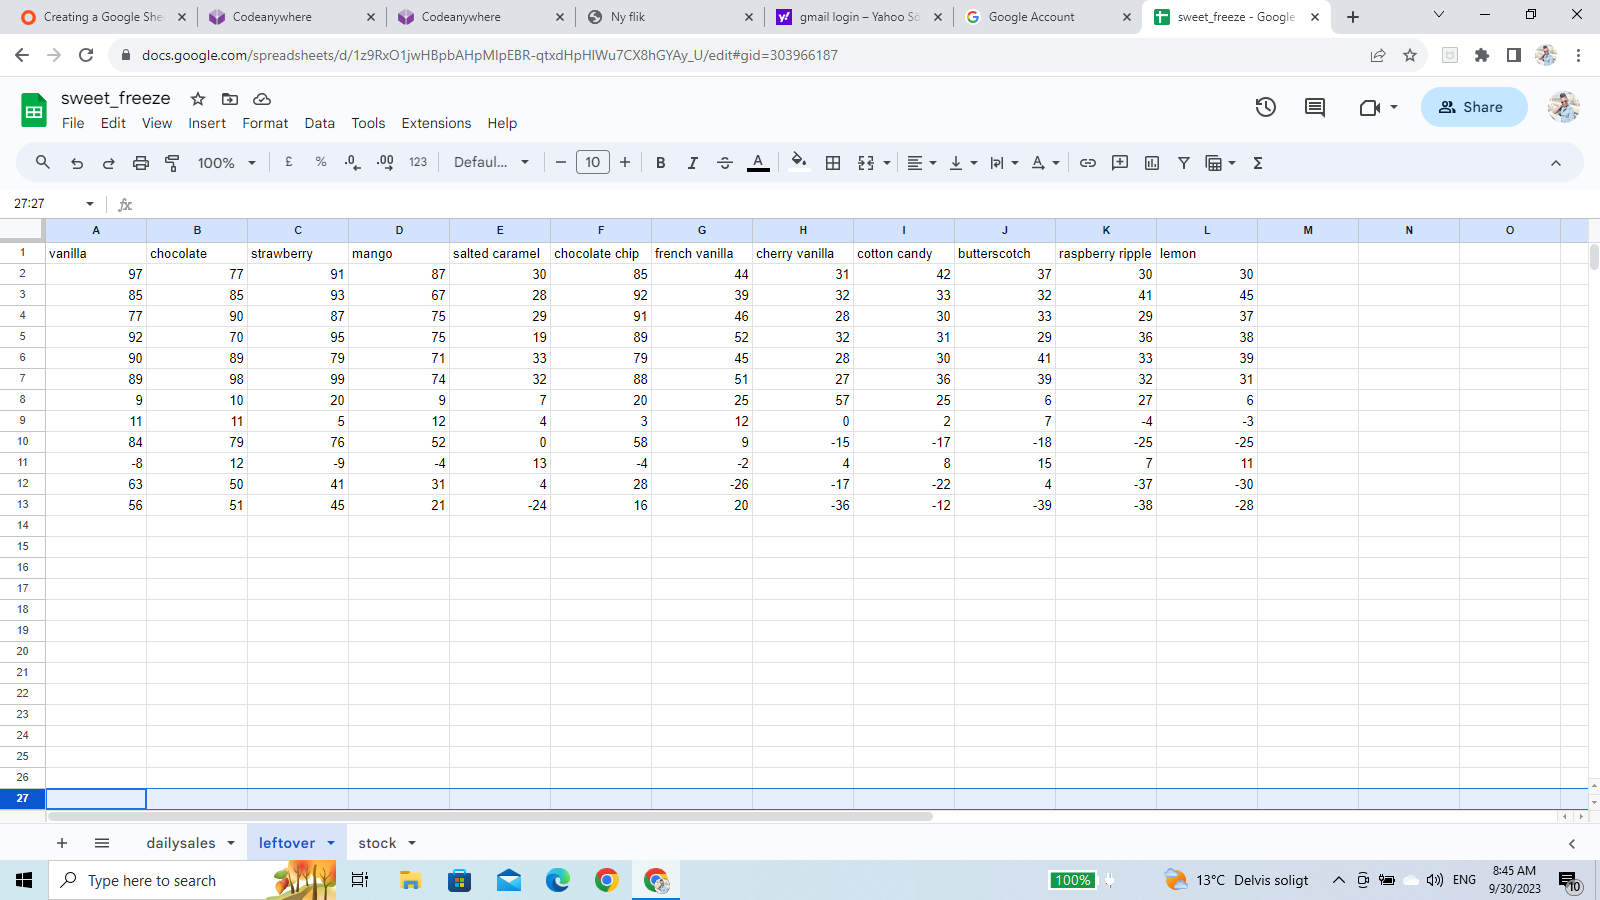 Creating a Google She
Codeanywhere
Codeanywhere
Ny flik
gmail login – Yahoo Sö
Google Account
sweet_freeze - Google
docs.google.com/spreadsheets/d/1z9RxO1jwHBpbAHpMlpEBR-qtxdHpHlWu7CX8hGYAy_U/edit#gid=303966187
sweet_freeze
File Edit View Insert Format Data Tools Extensions Help
Share
100% £ % .0 .00 123 Defaul... 10 B I A Σ
27:27 fx
A B C D E F G H I J K L M N O
1 vanilla chocolate strawberry mango salted caramel chocolate chip french vanilla cherry vanilla cotton candy butterscotch raspberry ripple lemon
2 97 77 91 87 30 85 44 31 42 37 30 30
3 85 85 93 67 28 92 39 32 33 32 41 45
4 77 90 87 75 29 91 46 28 30 33 29 37
5 92 70 95 75 19 89 52 32 31 29 36 38
6 90 89 79 71 33 79 45 28 30 41 33 39
7 89 98 99 74 32 88 51 27 36 39 32 31
8 9 10 20 9 7 20 25 57 25 6 27 6
9 11 11 5 12 4 3 12 0 2 7 -4 -3
10 84 79 76 52 0 58 9 -15 -17 -18 -25 -25
11 -8 12 -9 -4 13 -4 -2 4 8 15 7 11
12 63 50 41 31 4 28 -26 -17 -22 4 -37 -30
13 56 51 45 21 -24 16 20 -36 -12 -39 -38 -28
14
15
16
17
18
19
20
21
22
23
24
25
26
27
dailysales leftover stock
Type here to search
100%
13°C Delvis soligt
ENG
8:45 AM
9/30/2023
10